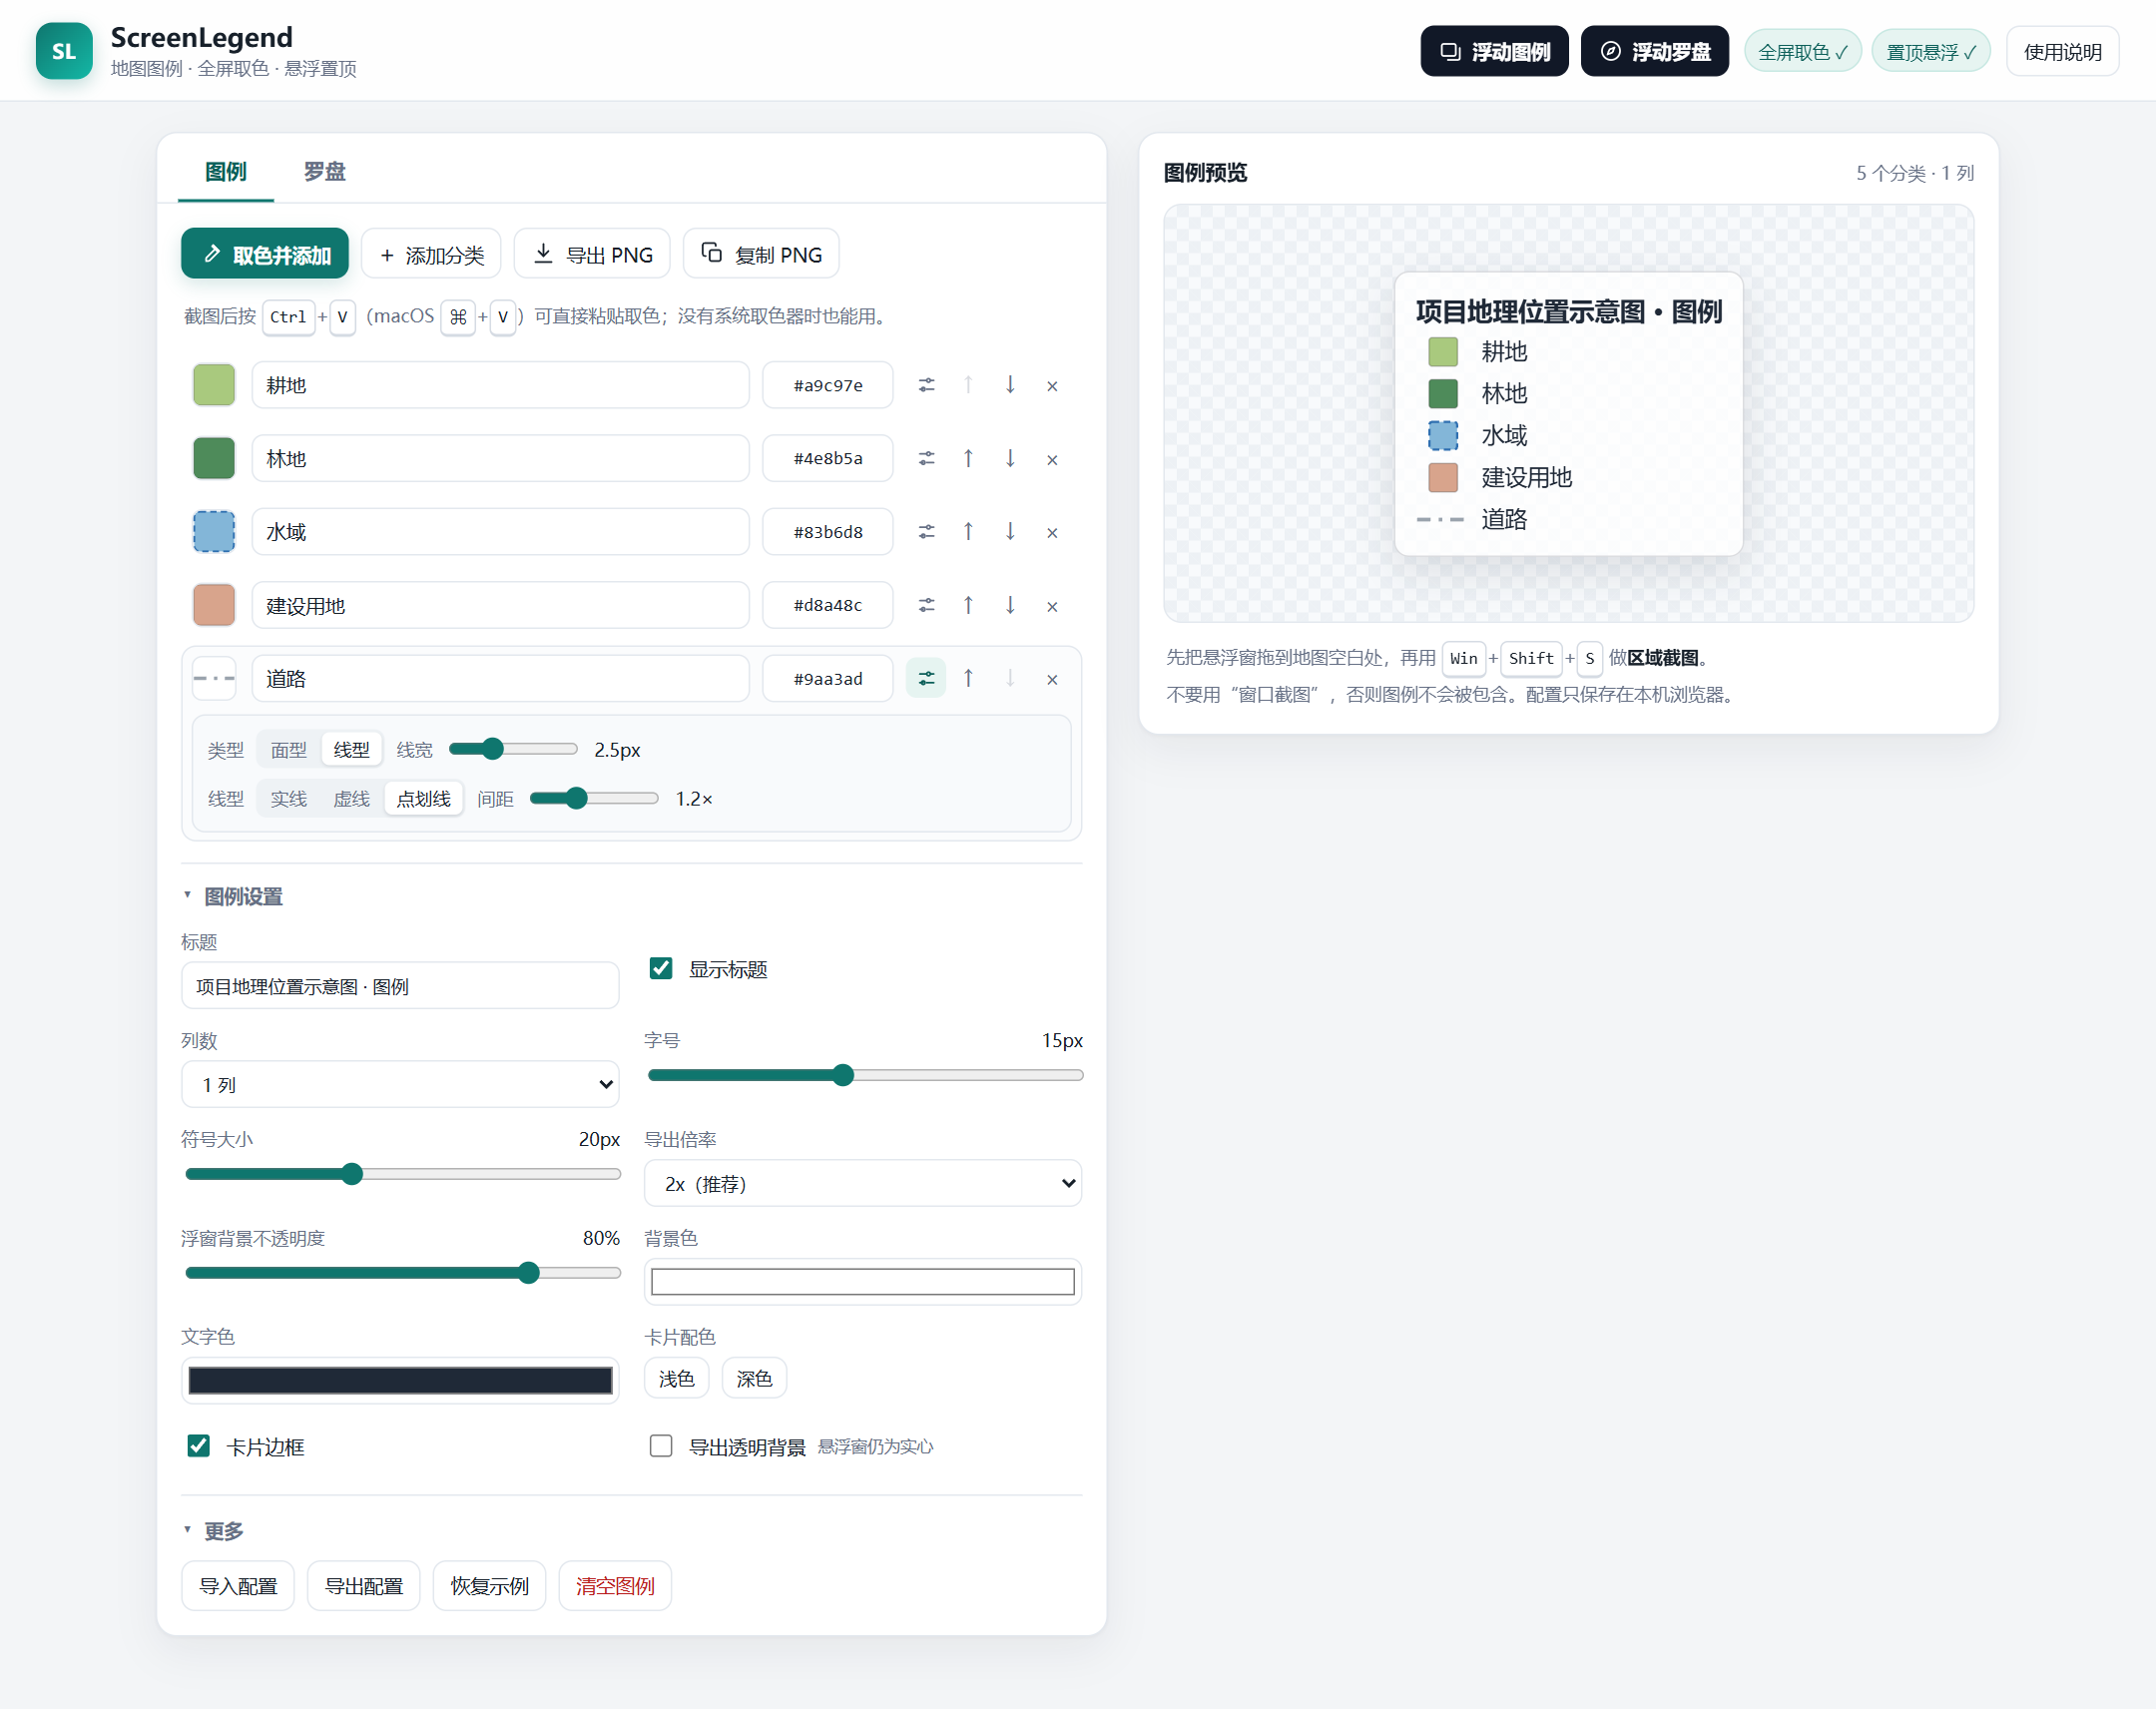 SL
ScreenLegend
地图图例 · 全屏取色 · 悬浮置顶
浮动图例
浮动罗盘
全屏取色 ✓
置顶悬浮 ✓
使用说明
图例
罗盘
取色并添加
+ 添加分类
导出 PNG
复制 PNG
截图后按 Ctrl + V （macOS ⌘ + V ）可直接粘贴取色；没有系统取色器时也能用。
耕地
#a9c97e
↑ ↓ ×
林地
#4e8b5a
↑ ↓ ×
水域
#83b6d8
↑ ↓ ×
建设用地
#d8a48c
↑ ↓ ×
道路
#9aa3ad
↑ ↓ ×
类型 面型 线型 线宽 2.5px
线型 实线 虚线 点划线 间距 1.2×
图例设置
标题
项目地理位置示意图 · 图例
显示标题
列数
1 列
字号 15px
符号大小 20px
导出倍率
2x（推荐）
浮窗背景不透明度 80%
背景色
文字色
卡片配色
浅色 深色
卡片边框
导出透明背景 悬浮窗仍为实心
更多
导入配置
导出配置
恢复示例
清空图例
图例预览
5 个分类 · 1 列
项目地理位置示意图 · 图例
耕地
林地
水域
建设用地
道路
先把悬浮窗拖到地图空白处，再用 Win + Shift + S 做区域截图。
不要用“窗口截图”，否则图例不会被包含。配置只保存在本机浏览器。